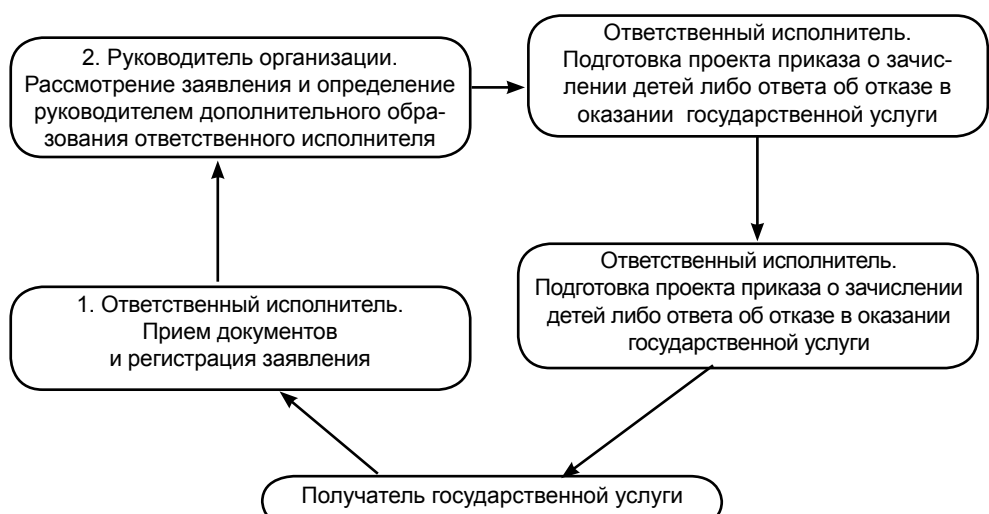 2. Руководитель организации.
Рассмотрение заявления и определение
руководителем дополнительного обра-
зования ответственного исполнителя
Ответственный исполнитель.
Подготовка проекта приказа о зачис-
лении детей либо ответа об отказе в
оказании государственной услуги
1. Ответственный исполнитель.
Прием документов
и регистрация заявления
Ответственный исполнитель.
Подготовка проекта приказа о зачислении
детей либо ответа об отказе в оказании
государственной услуги
Получатель государственной услуги